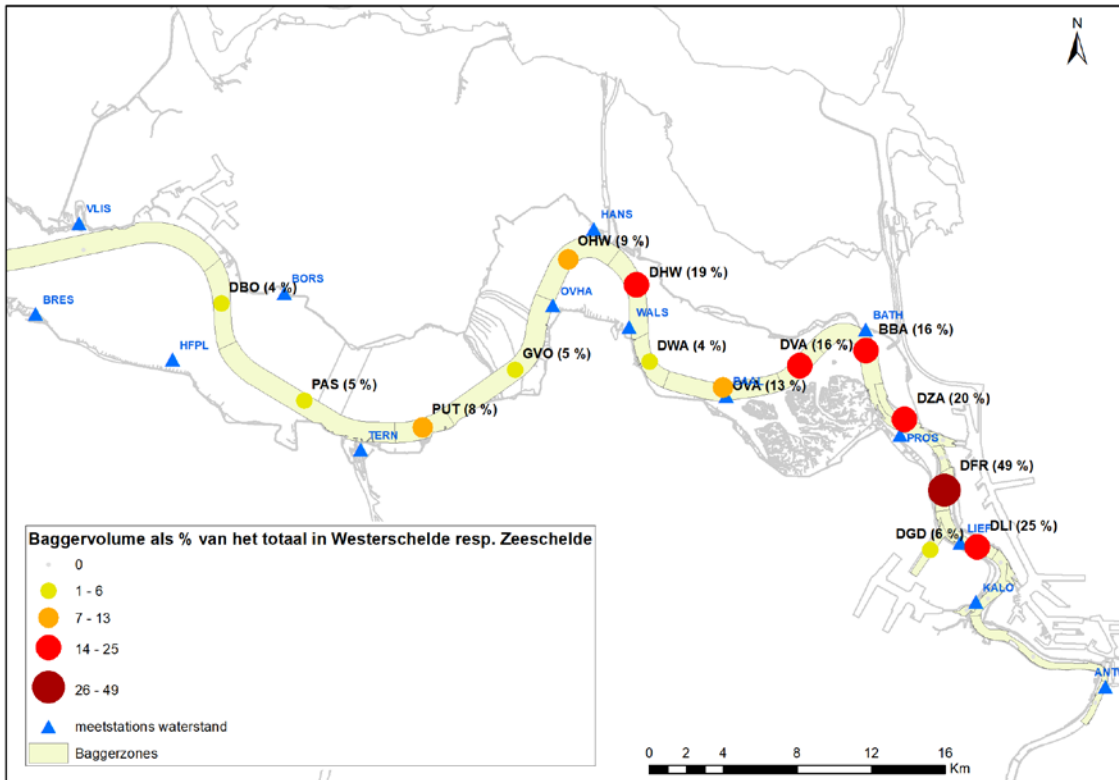 N
VLIS
HANS
OHW (9 %)
DHW (19 %)
DBO (4 %)
BORS
OVHA
BRES
WALS
BATH
BBA (16 %)
HFPL
DWA (4 %)
DVA (16 %)
GVO (5 %)
OVA (13 %)
PAS (5 %)
PUT (8 %)
DZA (20 %)
TERN
PROS
DFR (49 %)
DGD (6 %)
LIEF
DLI (25 %)
KALO
ANTW
Baggervolume als % van het totaal in Westerschelde resp. Zeeschelde
0
1 - 6
7 - 13
14 - 25
26 - 49
meetstations waterstand
Baggerzones
0 2 4 8 12 16
Km